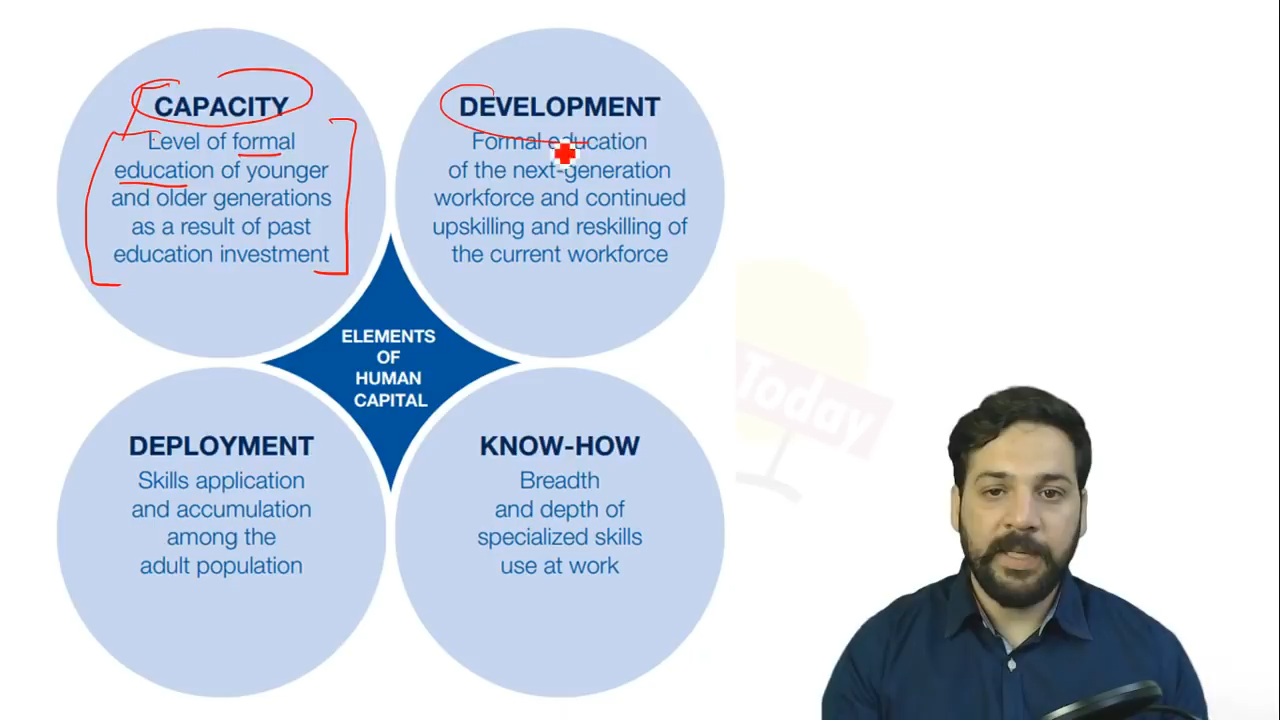 CAPACITY
Level of formal
education of younger
and older generations
as a result of past
education investment
DEVELOPMENT
Formal education
of the next-generation
workforce and continued
upskilling and reskilling of
the current workforce
ELEMENTS
OF
HUMAN
CAPITAL
DEPLOYMENT
Skills application
and accumulation
among the
adult population
KNOW-HOW
Breadth
and depth of
specialized skills
use at work
Today